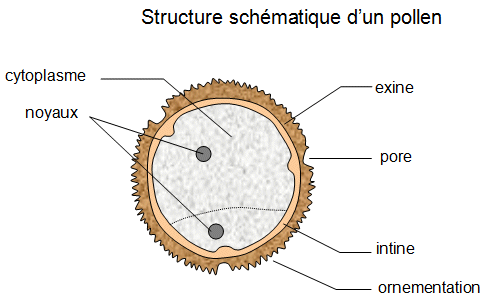 Structure schématique d'un pollen
cytoplasme
exine
noyaux
pore
intine
ornementation